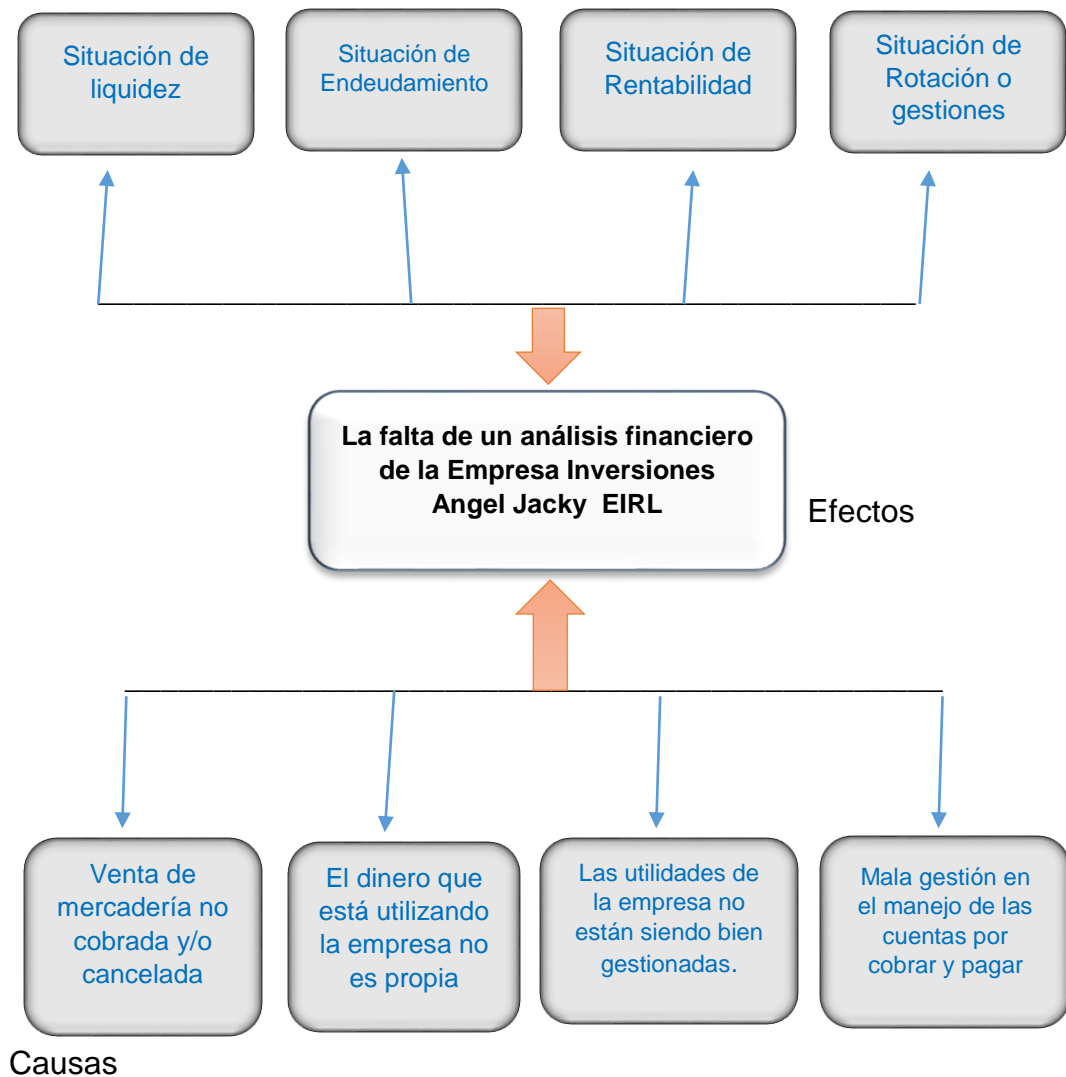 Situación de
liquidez
Situación de
Endeudamiento
Situación de
Rentabilidad
Situación de
Rotación o
gestiones
La falta de un análisis financiero
de la Empresa Inversiones
Angel Jacky EIRL
Efectos
Venta de
mercadería no
cobrada y/o
cancelada
El dinero que
está utilizando
la empresa no
es propia
Las utilidades de
la empresa no
están siendo bien
gestionadas.
Mala gestión en
el manejo de las
cuentas por
cobrar y pagar
Causas